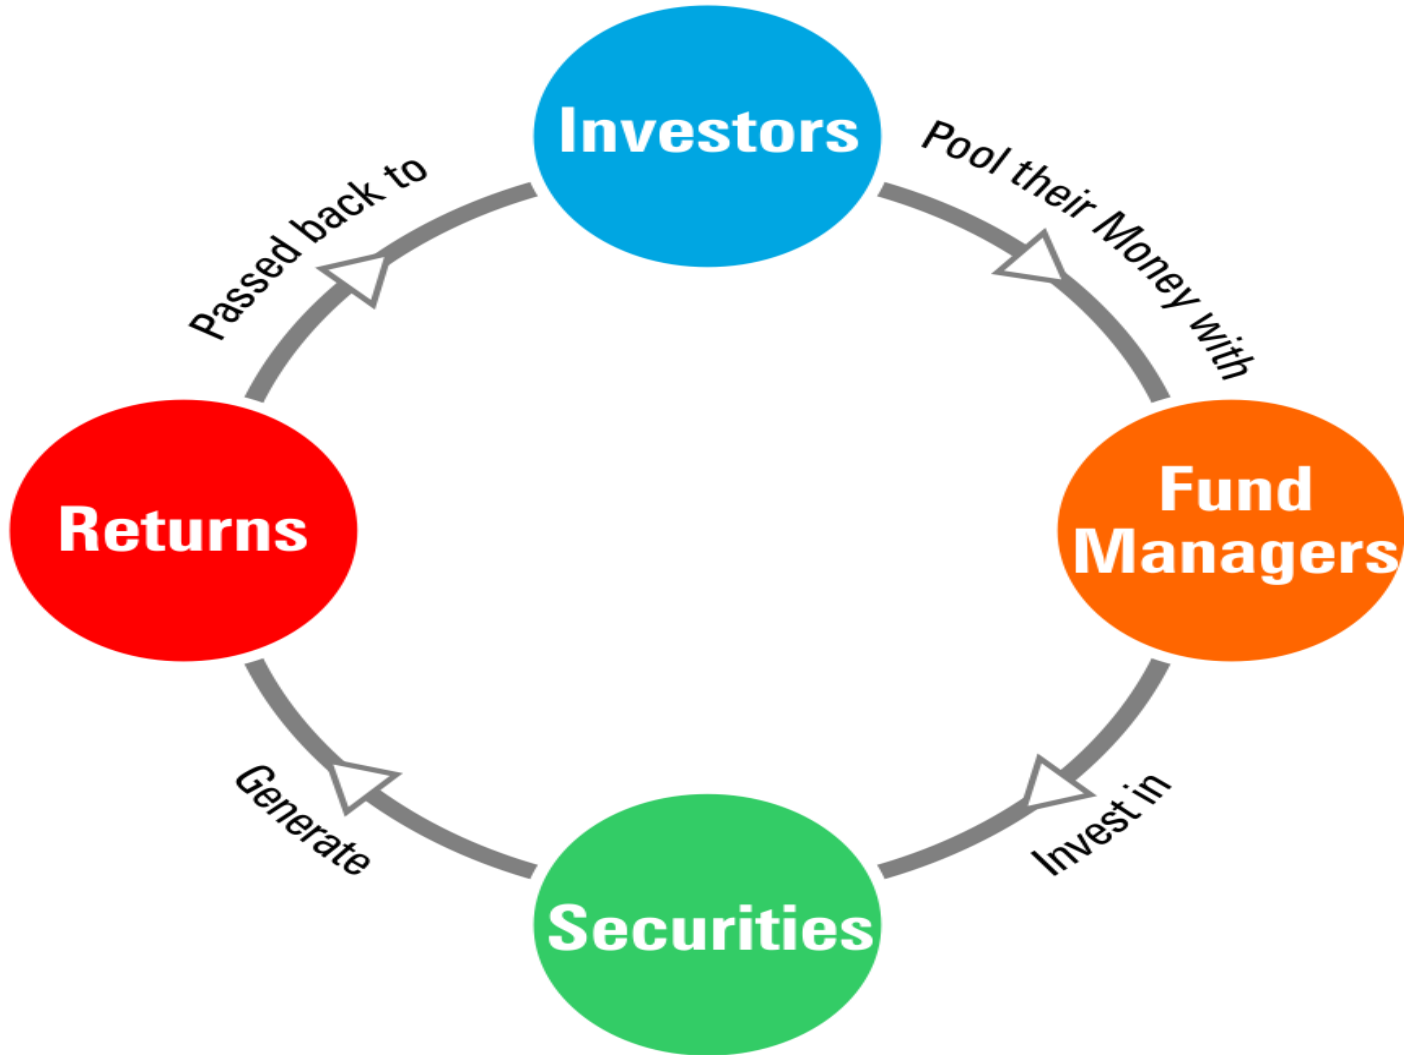 Investors
Pool their Money with
Fund
Managers
Invest in
Securities
Generate
Returns
Passed back to